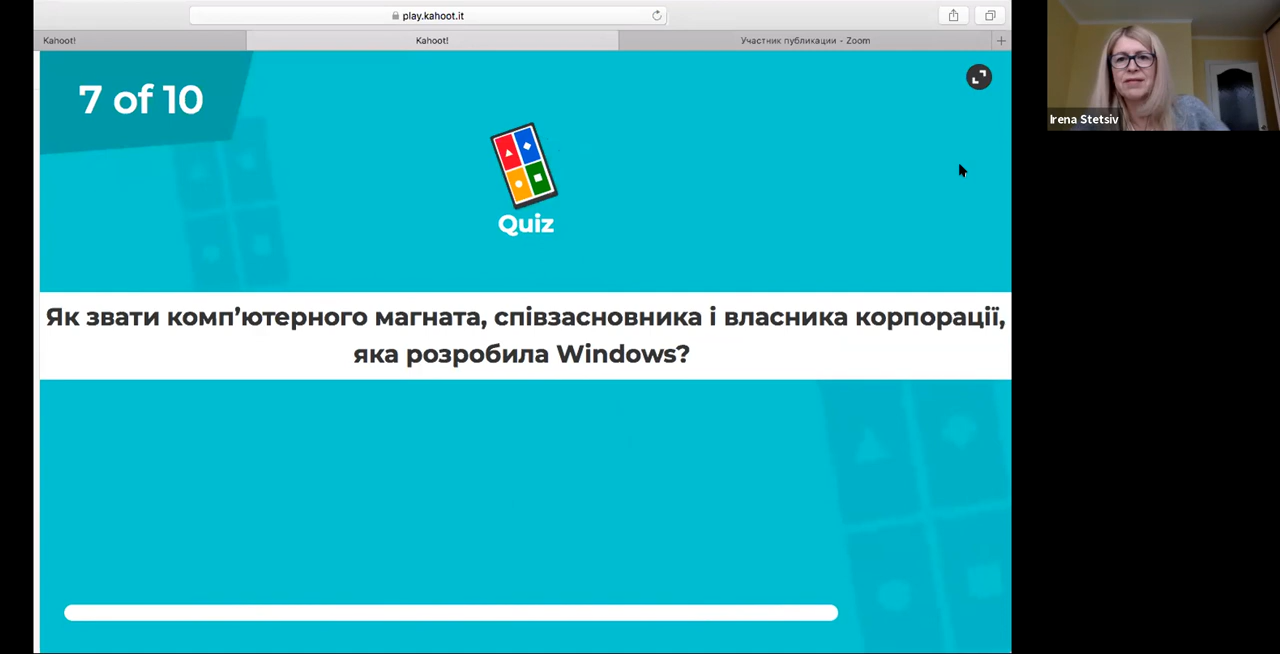 play.kahoot.it
Kahoot!
Kahoot!
Участник публикации - Zoom
7 of 10
Quiz
Як звати комп’ютерного магната, співзасновника і власника корпорації,
яка розробила Windows?
Irena Stetsiv